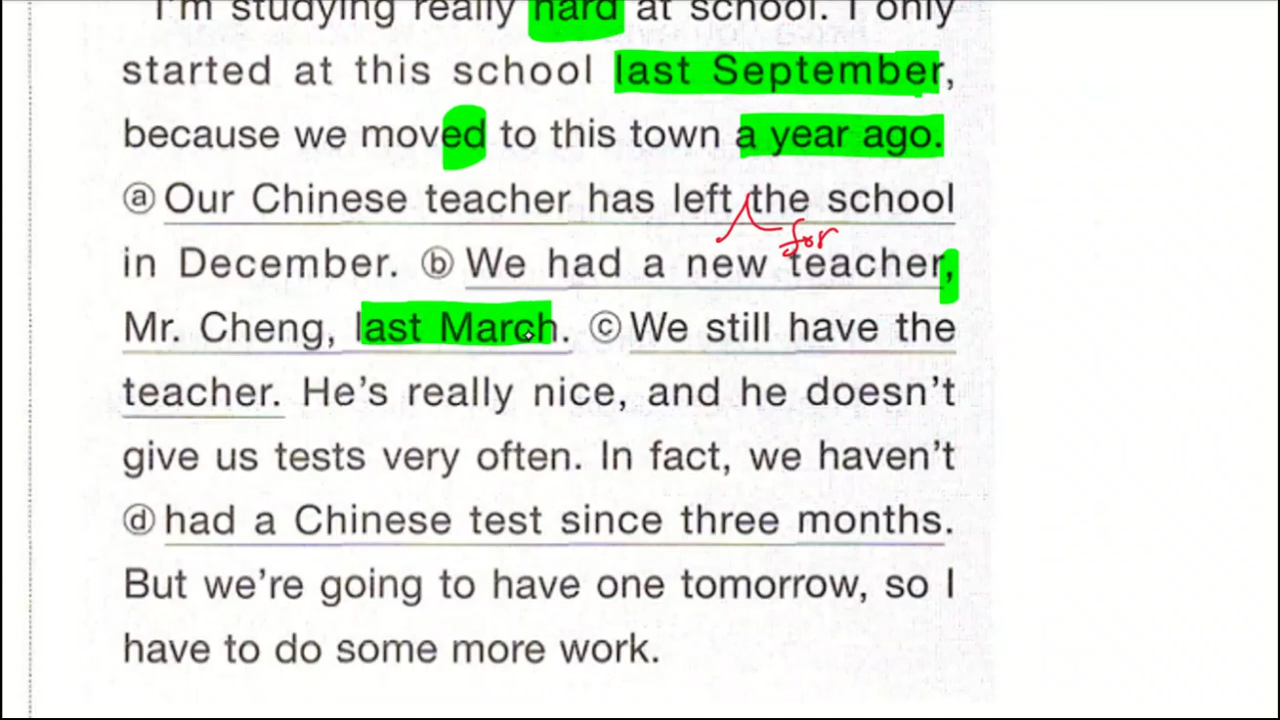 I'm studying really hard at school. I only
started at this school last September,
because we moved to this town a year ago.
ⓐ Our Chinese teacher has left the school
for
in December. ⓑ We had a new teacher,
Mr. Cheng, last March. ⓒ We still have the
teacher. He's really nice, and he doesn't
give us tests very often. In fact, we haven't
ⓓ had a Chinese test since three months.
But we're going to have one tomorrow, so I
have to do some more work.